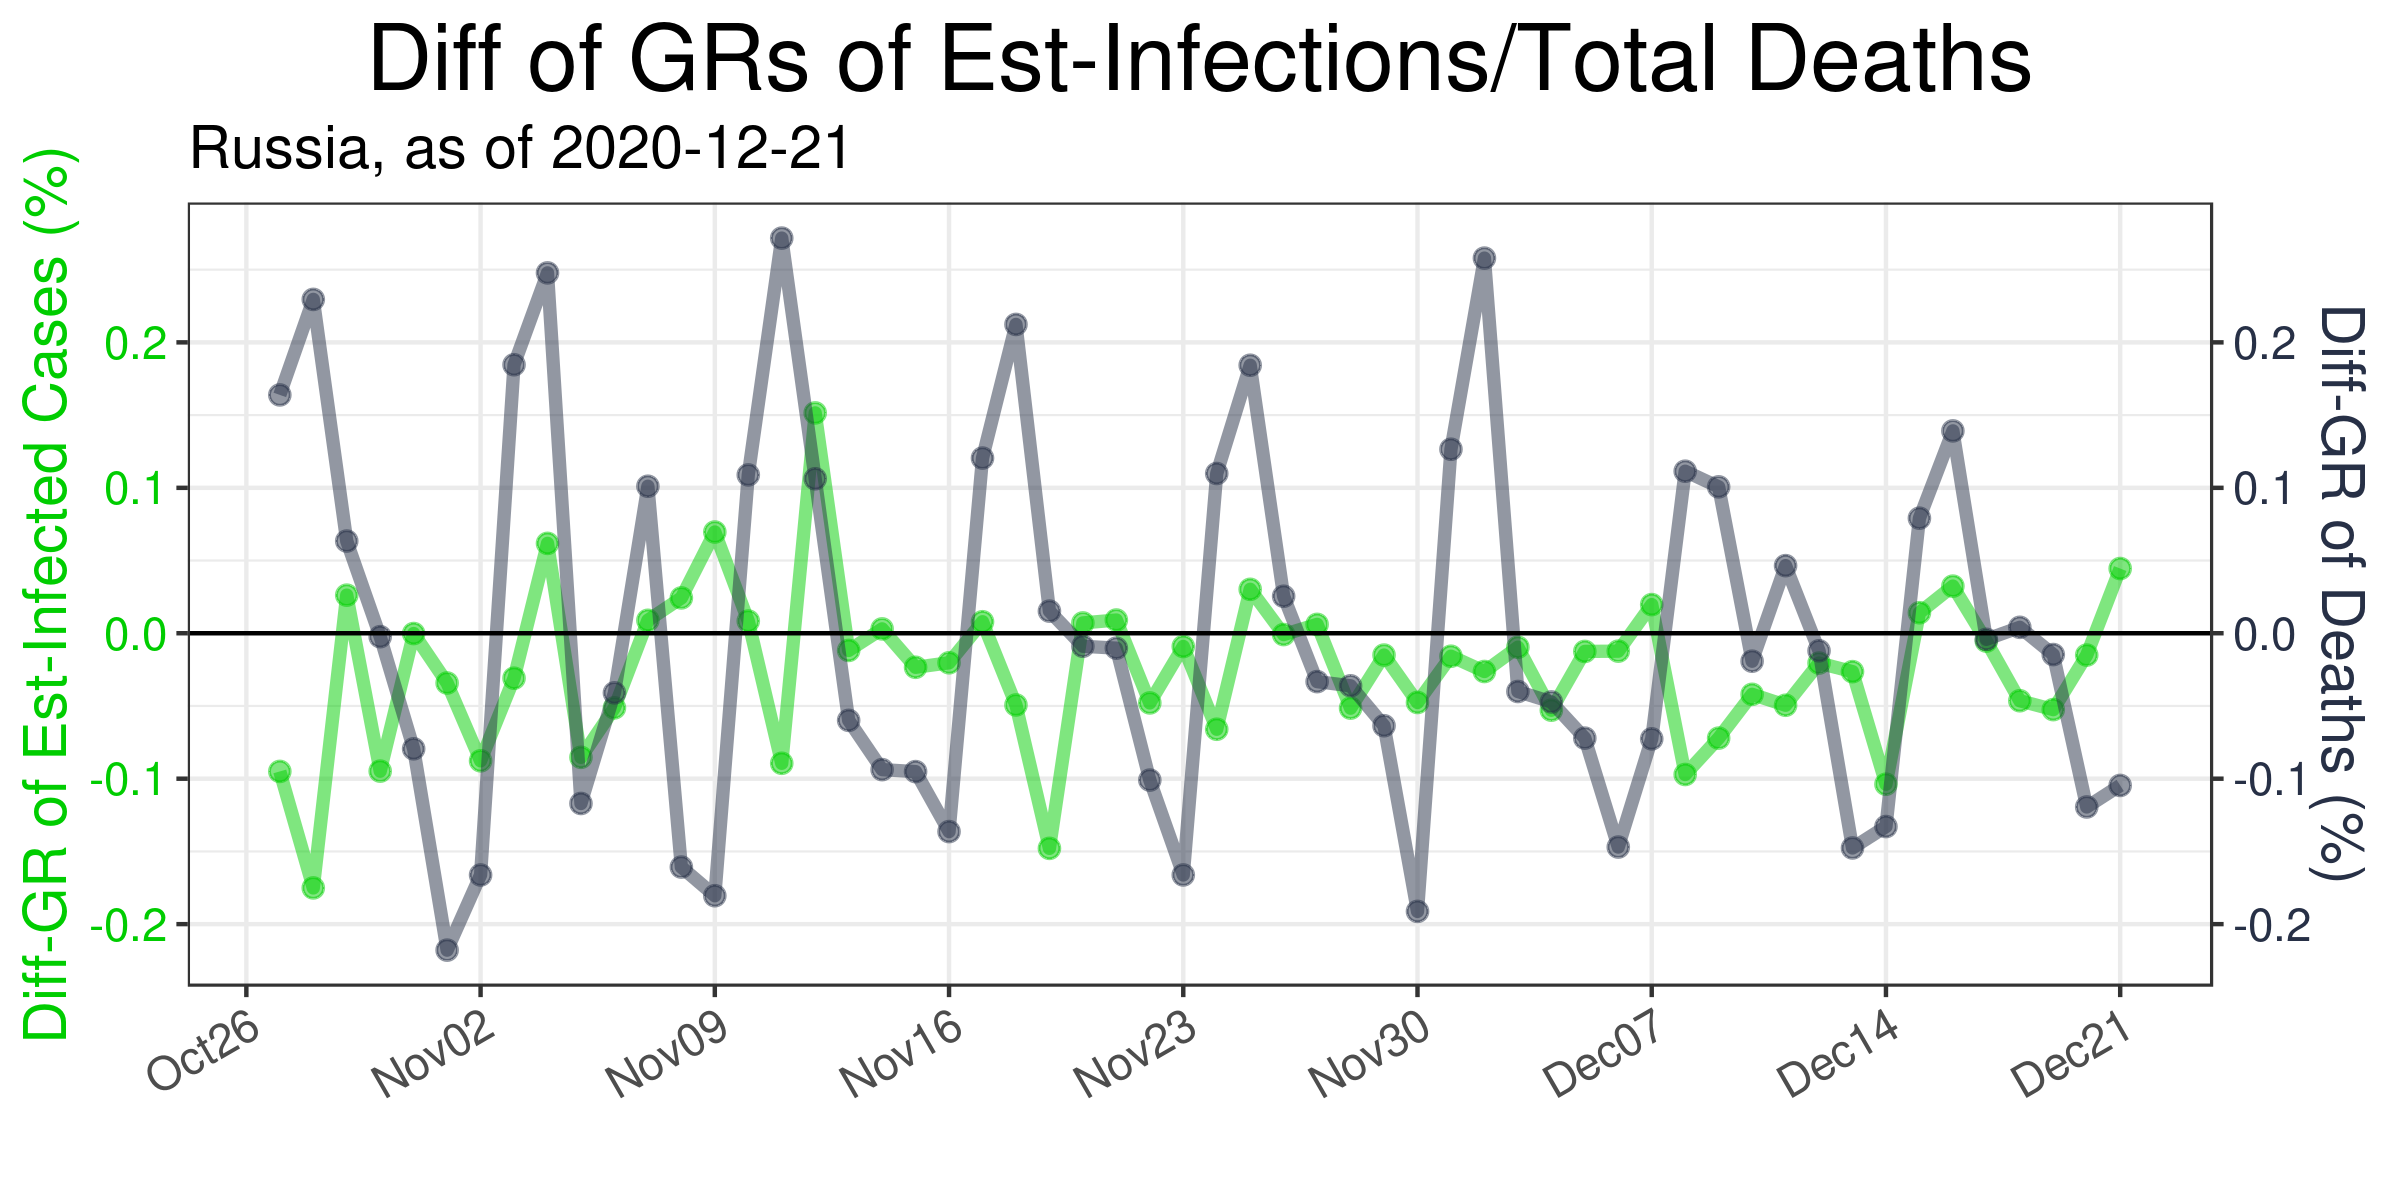 Diff of GRs of Est-Infections/Total Deaths
Russia, as of 2020-12-21
Diff-GR of Est-Infected Cases (%)
0.2
0.1
0.0
-0.1
-0.2
0.2
0.1
0.0
-0.1
-0.2
Diff-GR of Deaths (%)
Oct26
Nov02
Nov09
Nov16
Nov23
Nov30
Dec07
Dec14
Dec21